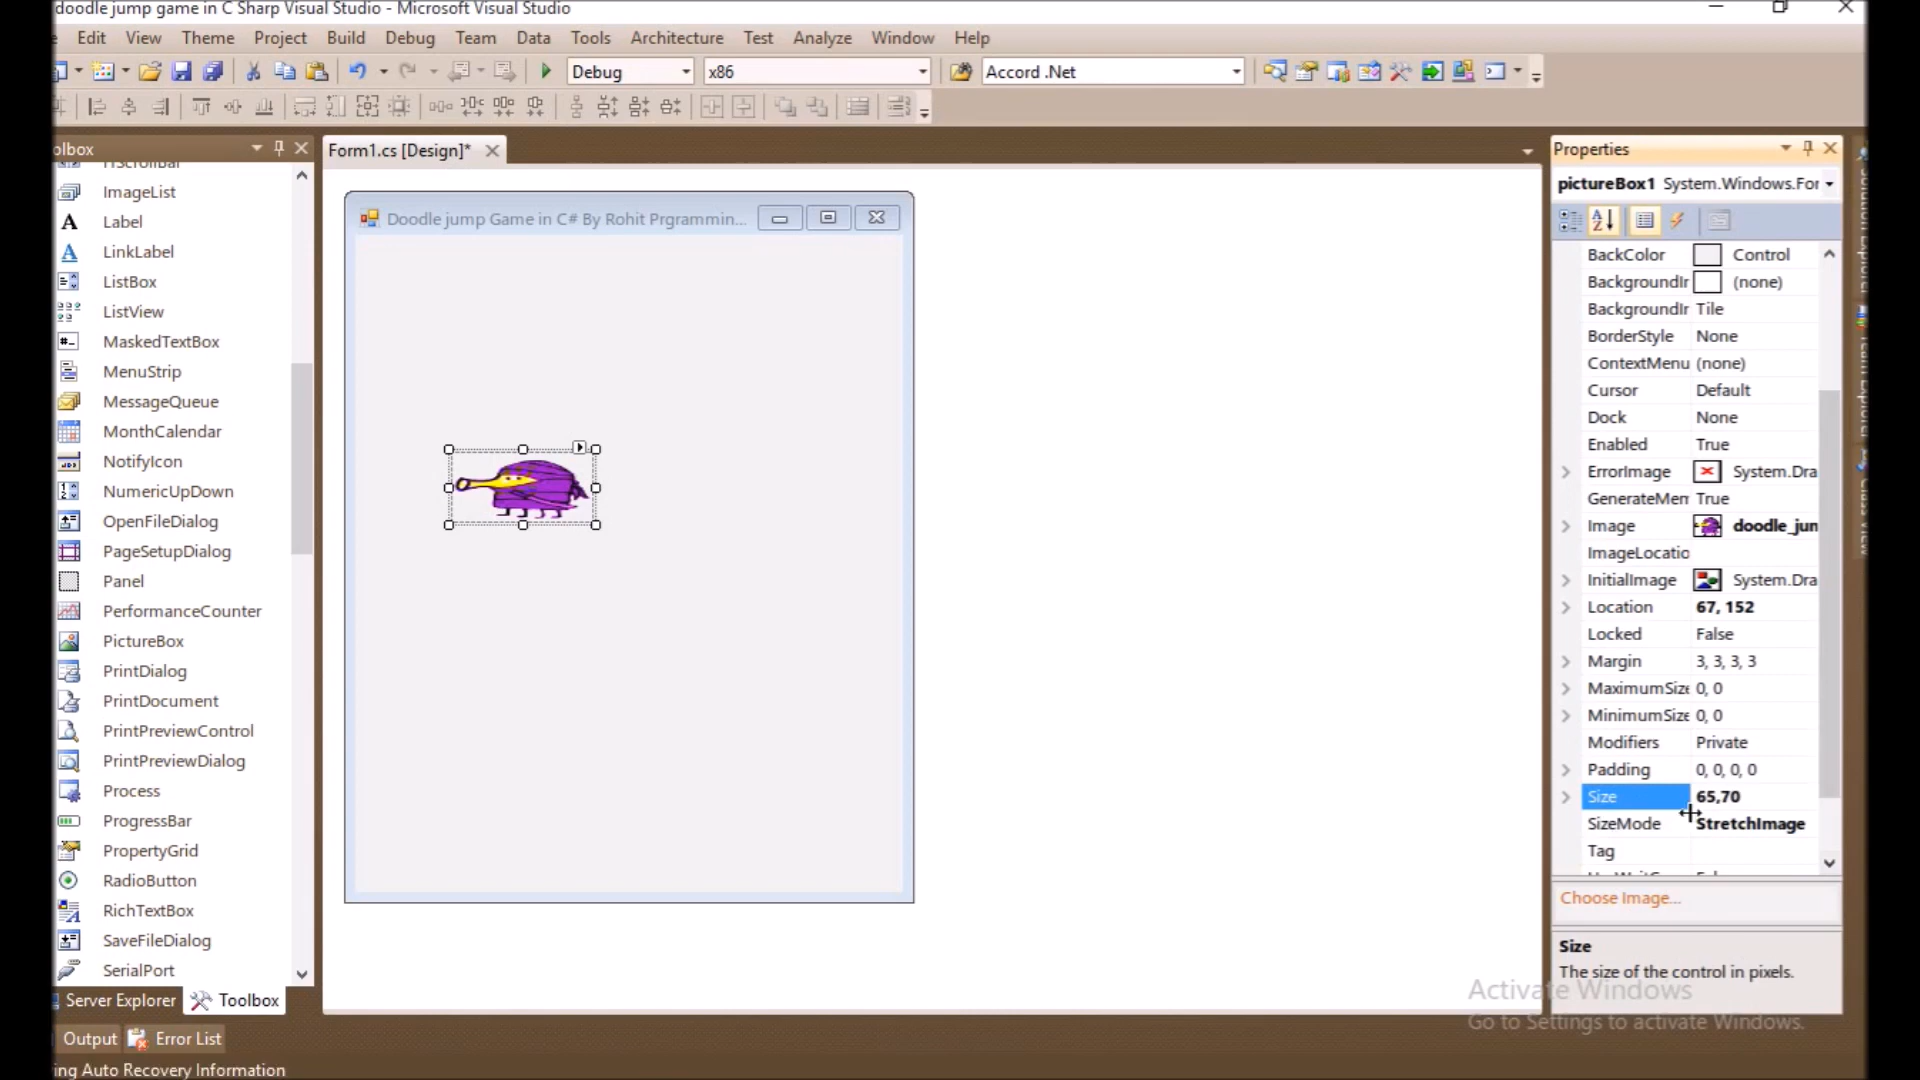 doodle jump game in C Sharp Visual Studio - Microsoft Visual Studio
Edit View Theme Project Build Debug Team Data Tools Architecture Test Analyze Window Help
Debug x86 Accord .Net
olbox
Form1.cs [Design]*
Properties
ImageList
Label
LinkLabel
ListBox
ListView
MaskedTextBox
MenuStrip
MessageQueue
MonthCalendar
NotifyIcon
NumericUpDown
OpenFileDialog
PageSetupDialog
Panel
PerformanceCounter
PictureBox
PrintDialog
PrintDocument
PrintPreviewControl
PrintPreviewDialog
Process
ProgressBar
PropertyGrid
RadioButton
RichTextBox
SaveFileDialog
SerialPort
Server Explorer Toolbox
Output Error List
ing Auto Recovery Information
Doodle jump Game in C# By Rohit Prgrammin...
pictureBox1 System.Windows.For
BackColor Control
BackgroundIr (none)
BackgroundIr Tile
BorderStyle None
ContextMenu (none)
Cursor Default
Dock None
Enabled True
ErrorImage System.Dra
GenerateMem True
Image doodle_jun
ImageLocatio
InitialImage System.Dra
Location 67, 152
Locked False
Margin 3, 3, 3, 3
MaximumSize 0, 0
MinimumSize 0, 0
Modifiers Private
Padding 0, 0, 0, 0
Size 65,70
SizeMode StretchImage
Tag
Choose Image...
Size
The size of the control in pixels.
Activate Windows
Go to Settings to activate Windows.